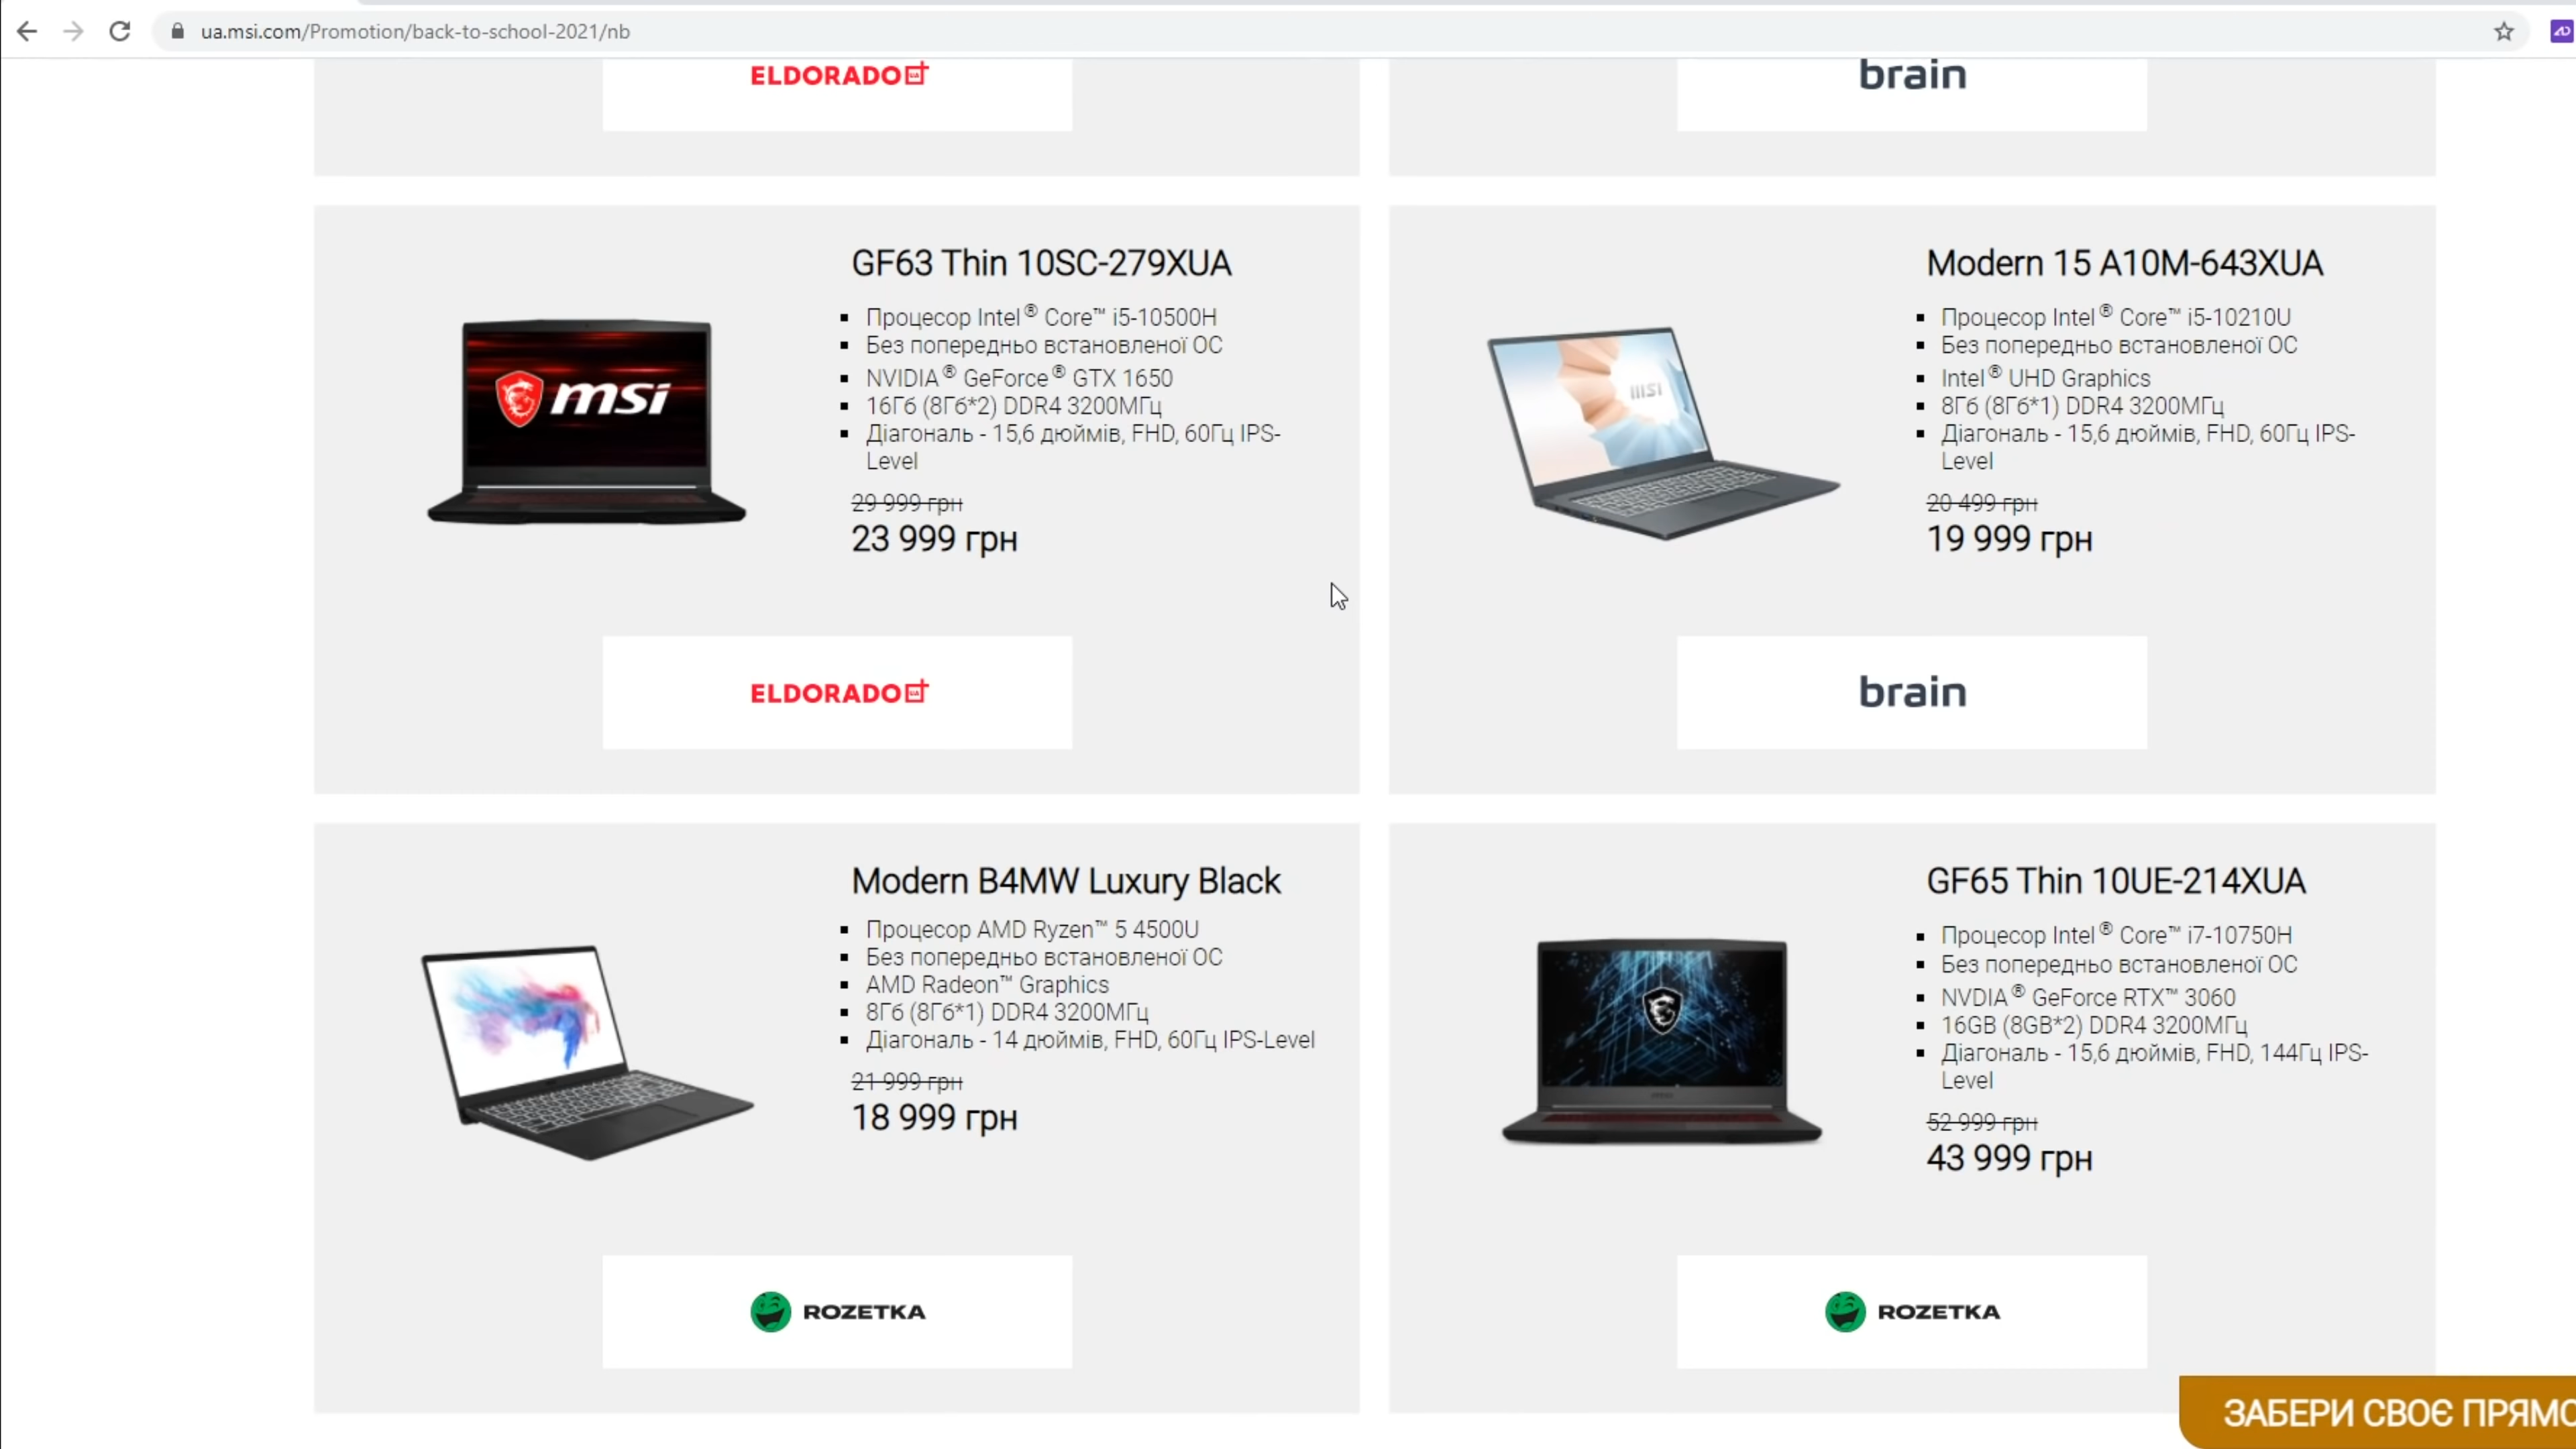 ua.msi.com/Promotion/back-to-school-2021/nb
ELDORADO UA
brain
GF63 Thin 10SC-279XUA
Процесор Intel® Core™ i5-10500H
Без попередньо встановленої ОС
NVIDIA® GeForce® GTX 1650
16Гб (8Гб*2) DDR4 3200МГц
Діагональ - 15,6 дюймів, FHD, 60Гц IPS-
Level
29 999 грн
23 999 грн
msi
ELDORADO UA
Modern 15 A10M-643XUA
Процесор Intel® Core™ i5-10210U
Без попередньо встановленої ОС
Intel® UHD Graphics
8Гб (8Гб*1) DDR4 3200МГц
Діагональ - 15,6 дюймів, FHD, 60Гц IPS-
Level
20 499 грн
19 999 грн
msi
brain
Modern B4MW Luxury Black
Процесор AMD Ryzen™ 5 4500U
Без попередньо встановленої ОС
AMD Radeon™ Graphics
8Гб (8Гб*1) DDR4 3200МГц
Діагональ - 14 дюймів, FHD, 60Гц IPS-Level
21 999 грн
18 999 грн
ROZETKA
GF65 Thin 10UE-214XUA
Процесор Intel® Core™ i7-10750H
Без попередньо встановленої ОС
NVDIA® GeForce RTX™ 3060
16GB (8GB*2) DDR4 3200МГц
Діагональ - 15,6 дюймів, FHD, 144Гц IPS-
Level
52 999 грн
43 999 грн
ROZETKA
ЗАБЕРИ СВОЄ ПРЯМО